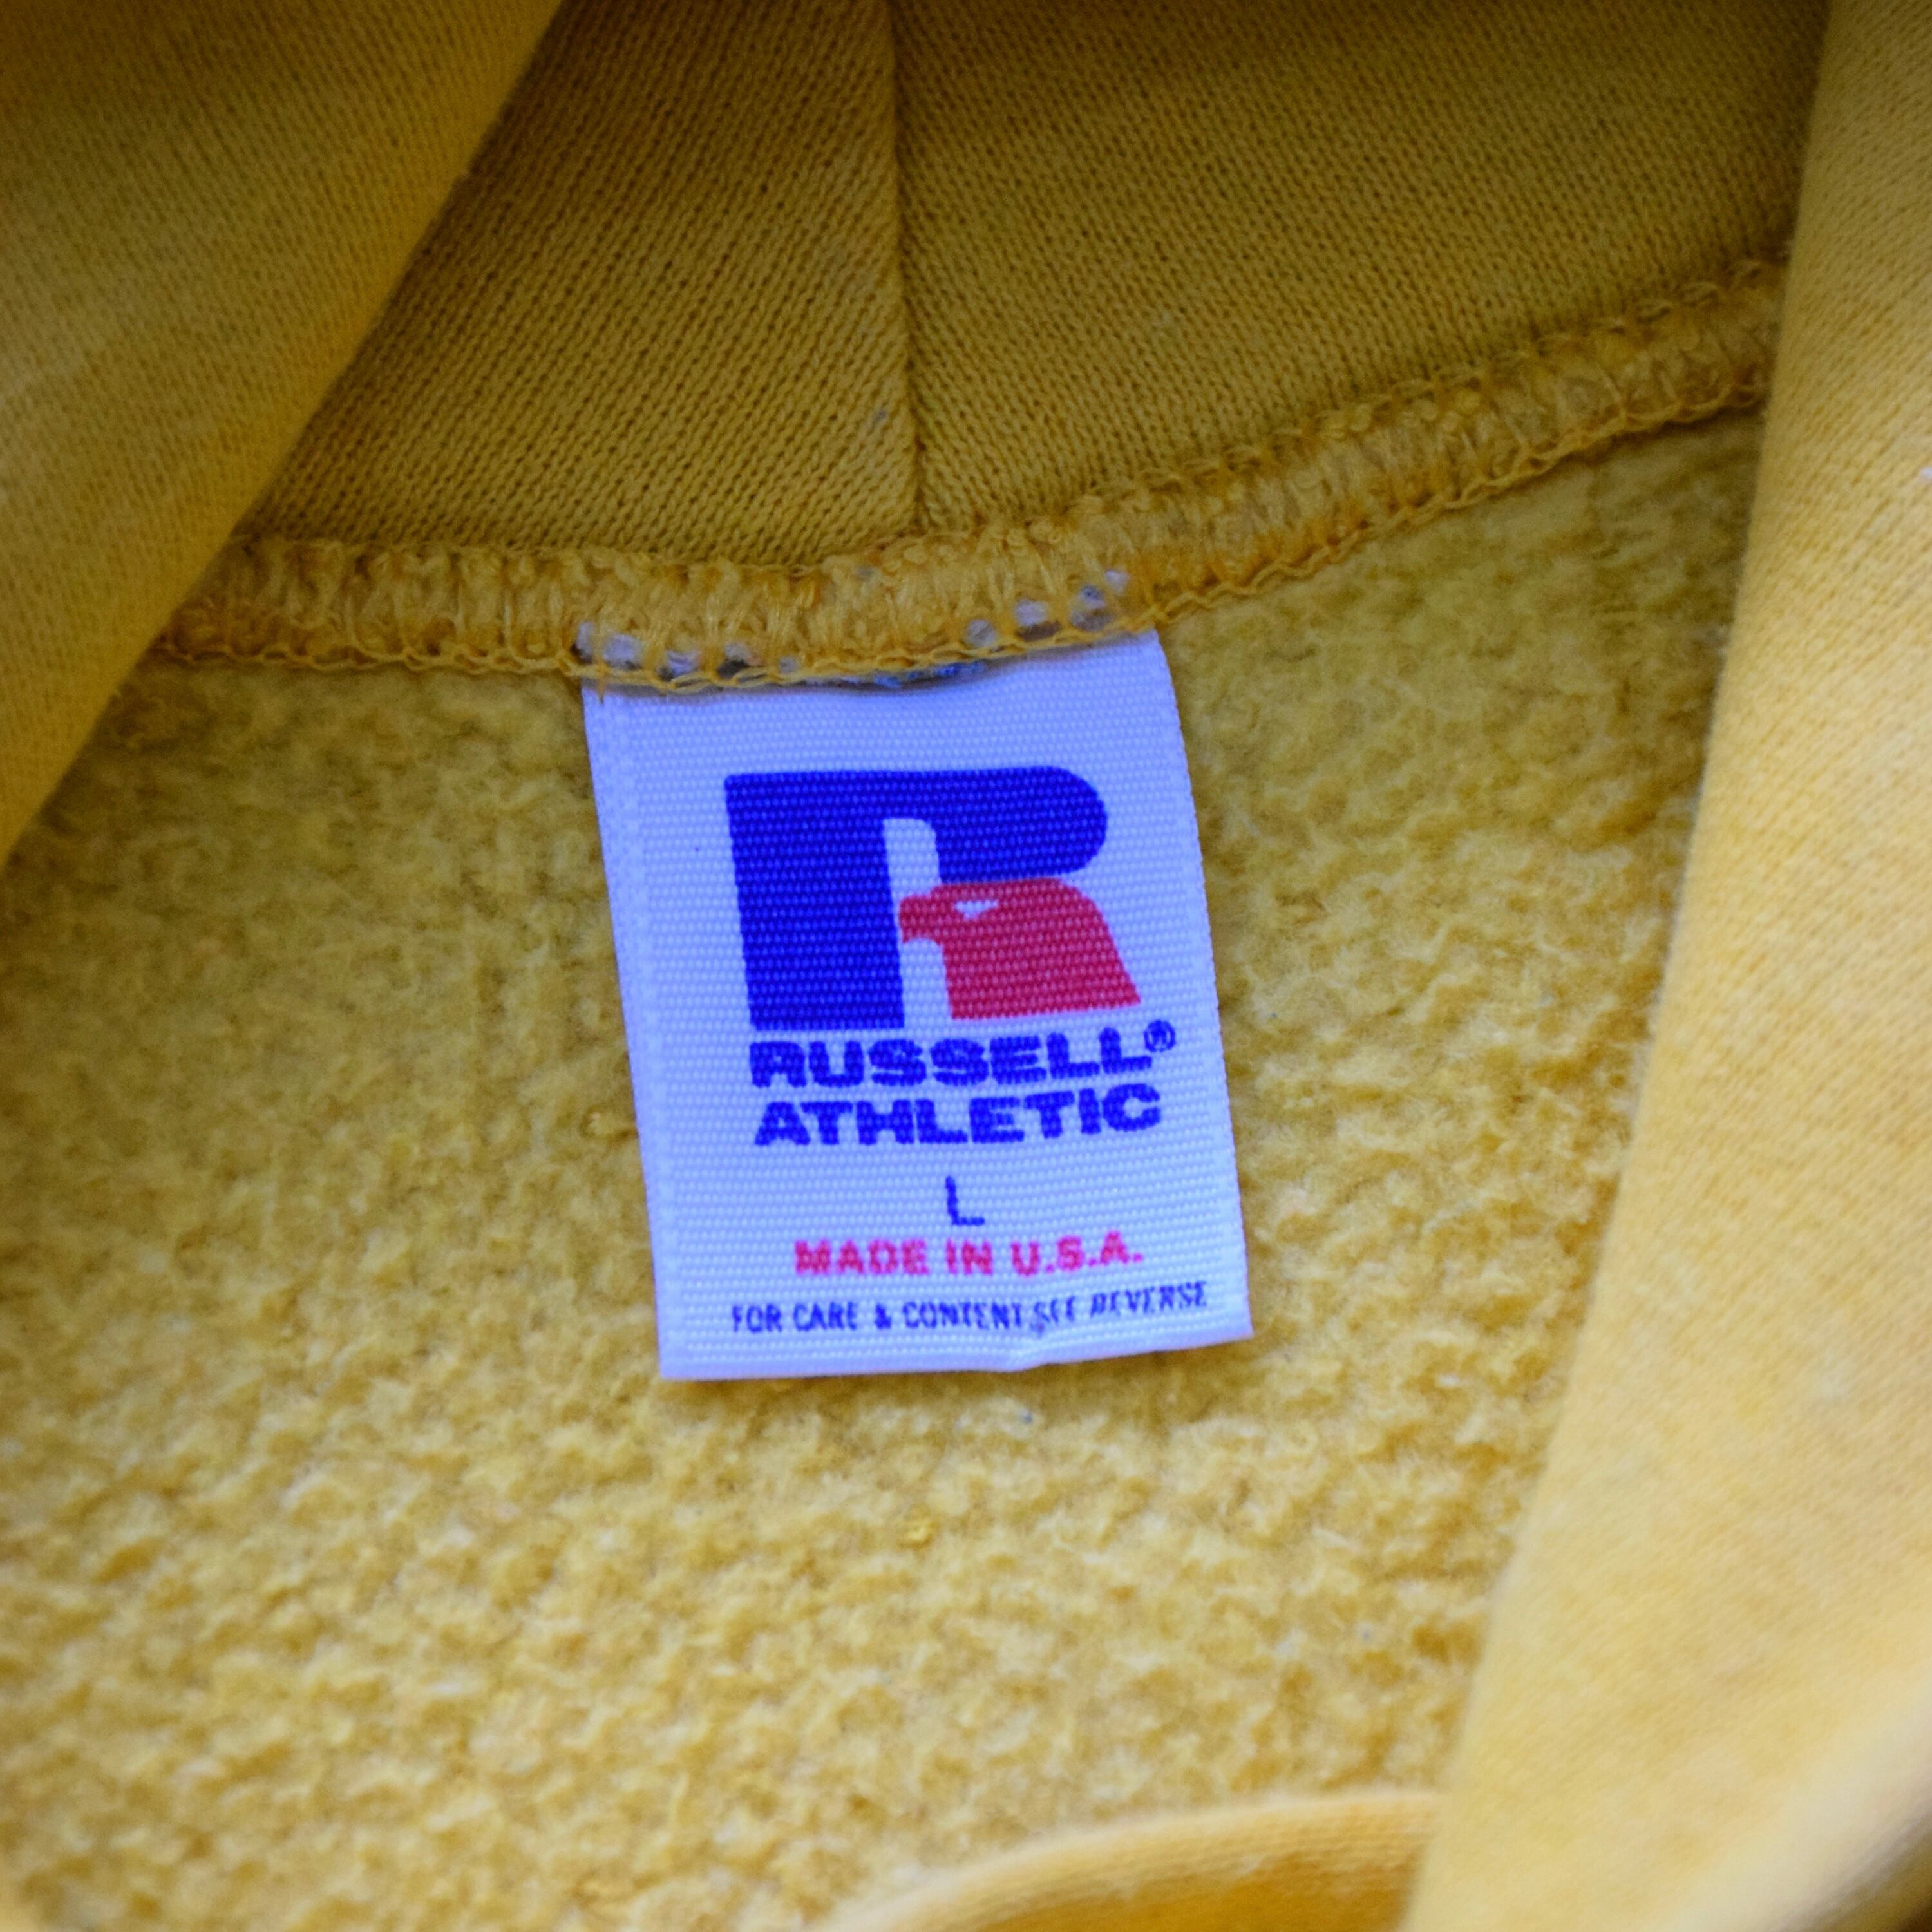 R
RUSSELL®
ATHLETIC
L
MADE IN U.S.A.
FOR CARE & CONTENT SEE REVERSE